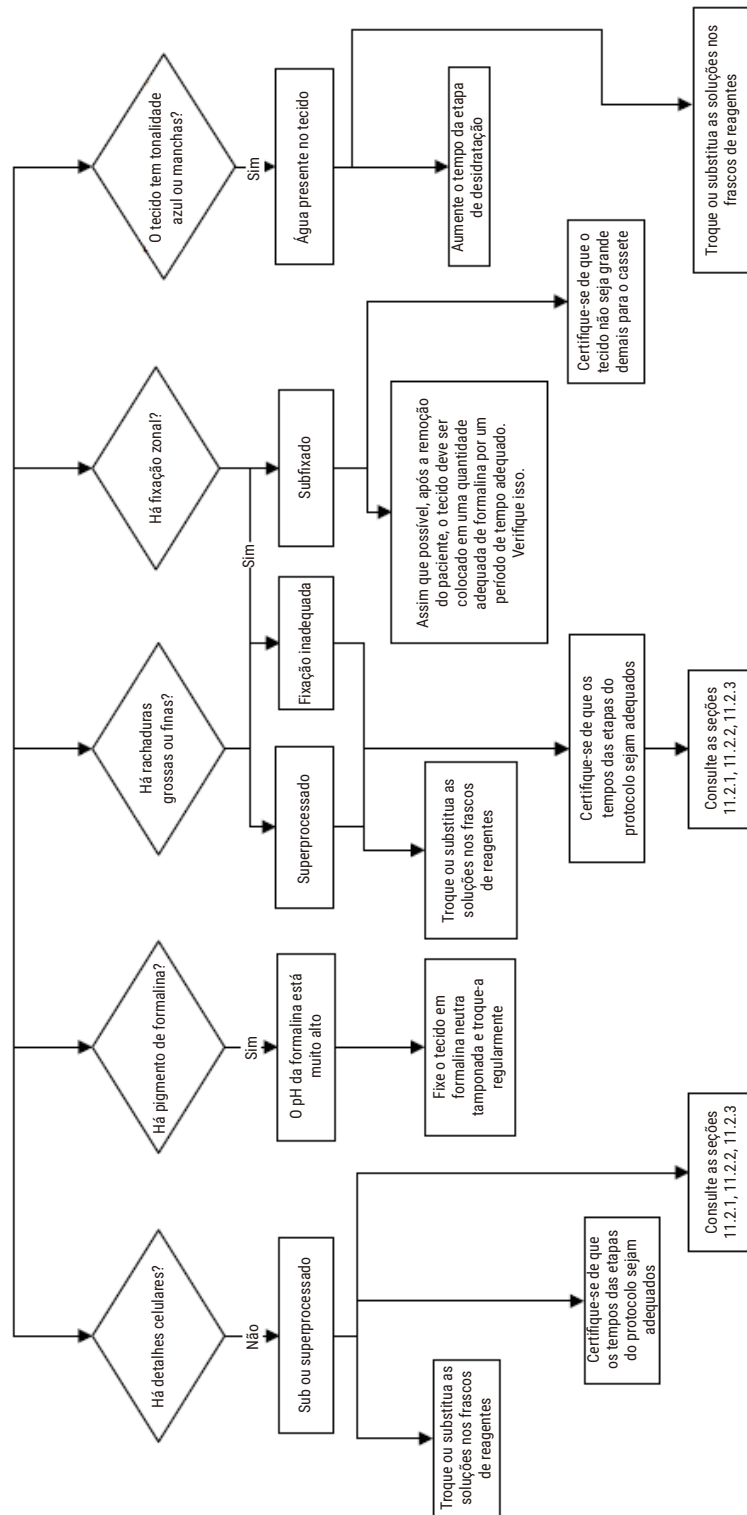 Há detalhes celulares?
Não
Sub ou superprocessado
Troque ou substitua as
soluções nos frascos
de reagentes
Certifique-se de que
os tempos das etapas
do protocolo sejam
adequados
Consulte as seções
11.2.1, 11.2.2, 11.2.3
Há pigmento de formalina?
Sim
O pH da formalina está
muito alto
Fixe o tecido em
formalina neutra
tamponada e troque-a
regularmente
Há rachaduras
grossas ou finas?
Sim
Superprocessado
Fixação inadequada
Troque ou substitua as
soluções nos frascos
de reagentes
Certifique-se de que os
tempos das etapas do
protocolo sejam adequados
Consulte as seções
11.2.1, 11.2.2, 11.2.3
Há fixação zonal?
Subfixado
Assim que possível, após a remoção
do paciente, o tecido deve ser
colocado em uma quantidade
adequada de formalina por um
período de tempo adequado.
Verifique isso.
Certifique-se de que o
tecido não seja grande
demais para o cassete
O tecido tem tonalidade
azul ou manchas?
Sim
Água presente no tecido
Aumente o tempo da etapa
de desidratação
Troque ou substitua as soluções nos
frascos de reagentes